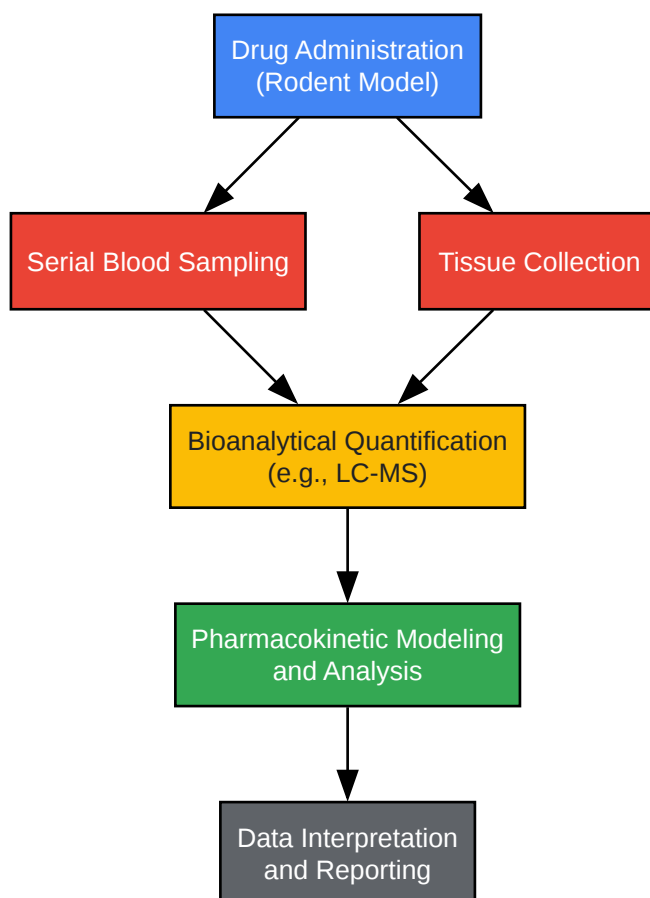 Drug Administration
(Rodent Model)
Serial Blood Sampling
Tissue Collection
Bioanalytical Quantification
(e.g., LC-MS)
Pharmacokinetic Modeling
and Analysis
Data Interpretation
and Reporting